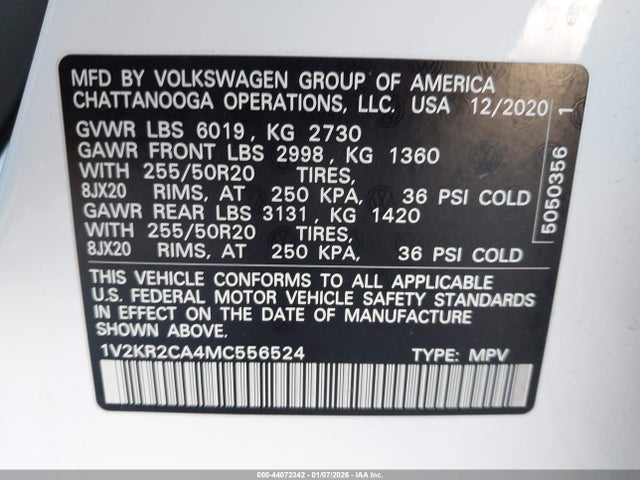 MFD BY VOLKSWAGEN GROUP OF AMERICA
CHATTANOOGA OPERATIONS, LLC. USA 12/2020
GVWR LBS 6019, KG 2730
GAWR FRONT LBS 2998, KG 1360
WITH 255/50R20 TIRES,
8JX20 RIMS, AT 250 KPA, 36 PSI COLD
GAWR REAR LBS 3131, KG 1420
WITH 255/50R20 TIRES,
8JX20 RIMS, AT 250 KPA, 36 PSI COLD
THIS VEHICLE CONFORMS TO ALL APPLICABLE
U.S. FEDERAL MOTOR VEHICLE SAFETY STANDARDS
IN EFFECT ON THE DATE OF MANUFACTURE
SHOWN ABOVE.
1V2KR2CA4MC556524 TYPE: MPV
5050356 1
000-44072342 - 01/07/2026 - IAA Inc.